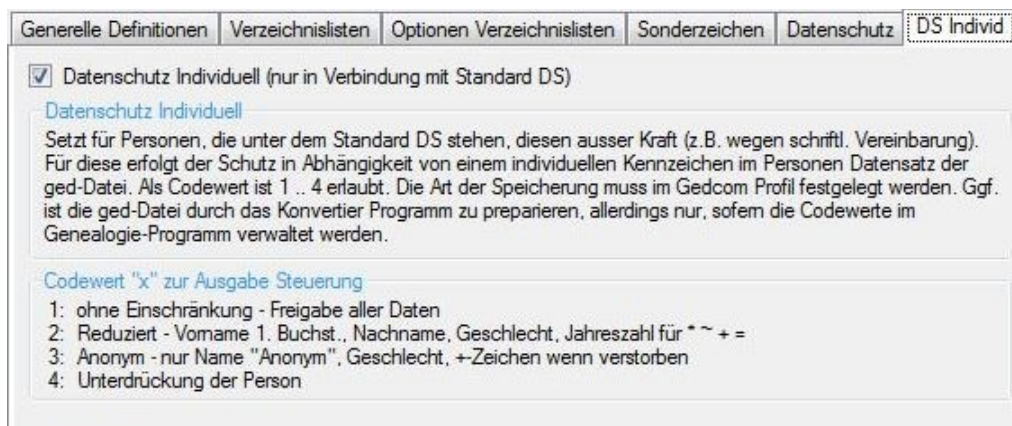 Generelle Definitionen Verzeichnislisten Optionen Verzeichnislisten Sonderzeichen Datenschutz DS Individ
Datenschutz Individuell (nur in Verbindung mit Standard DS)
Datenschutz Individuell
Setzt für Personen, die unter dem Standard DS stehen, diesen ausser Kraft (z.B. wegen schriftl. Vereinbarung).
Für diese erfolgt der Schutz in Abhängigkeit von einem individuellen Kennzeichen im Personen Datensatz der
ged-Datei. Als Codewert ist 1 .. 4 erlaubt. Die Art der Speicherung muss im Gedcom Profil festgelegt werden. Ggf.
ist die ged-Datei durch das Konvertier Programm zu preparieren, allerdings nur, sofern die Codewerte im
Genealogie-Programm verwaltet werden.
Codewert "x" zur Ausgabe Steuerung
1: ohne Einschränkung - Freigabe aller Daten
2: Reduziert - Vorname 1. Buchst., Nachname, Geschlecht, Jahreszahl für * ~ + =
3: Anonym - nur Name "Anonym", Geschlecht, +-Zeichen wenn verstorben
4: Unterdrückung der Person